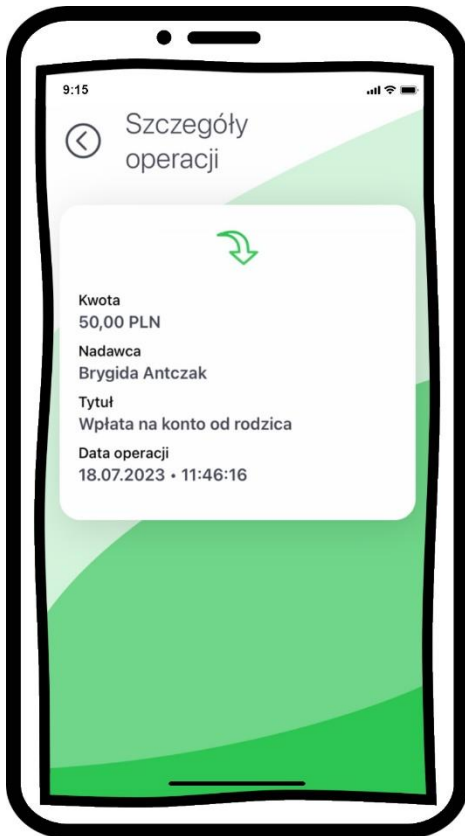 9:15
Szczegóły
operacji
Kwota
50,00 PLN
Nadawca
Brygida Antczak
Tytuł
Wpłata na konto od rodzica
Data operacji
18.07.2023 • 11:46:16